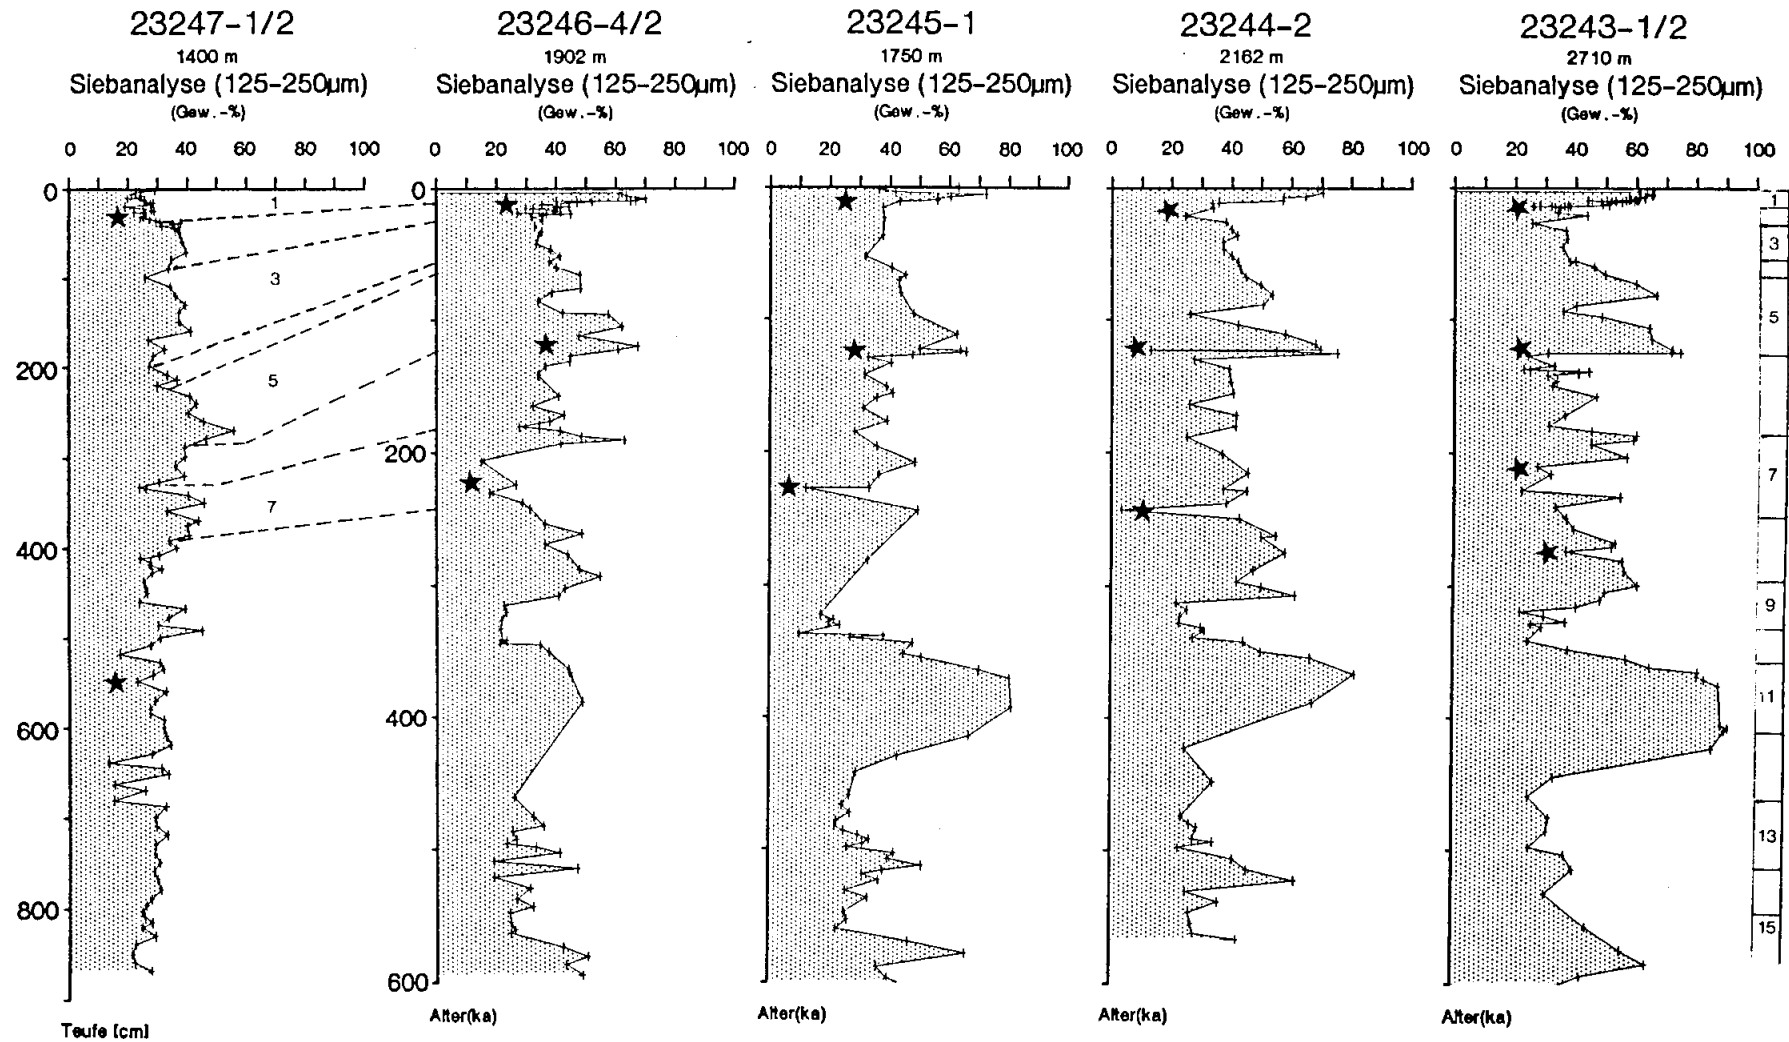 23247-1/2
1400 m
Siebanalyse (125-250µm)
(Gew.-%)
0 20 40 60 80 100
0
200
400
600
800
1
3
5
7
Teufe [cm]
23246-4/2
1902 m
Siebanalyse (125-250µm)
(Gew.-%)
0 20 40 60 80 100
0
200
400
600
Alter(ka)
23245-1
1750 m
Siebanalyse (125-250µm)
(Gew.-%)
0 20 40 60 80 100
Alter(ka)
23244-2
2162 m
Siebanalyse (125-250µm)
(Gew.-%)
0 20 40 60 80 100
Alter(ka)
23243-1/2
2710 m
Siebanalyse (125-250µm)
(Gew.-%)
0 20 40 60 80 100
1
3
5
7
9
11
13
15
Alter(ka)